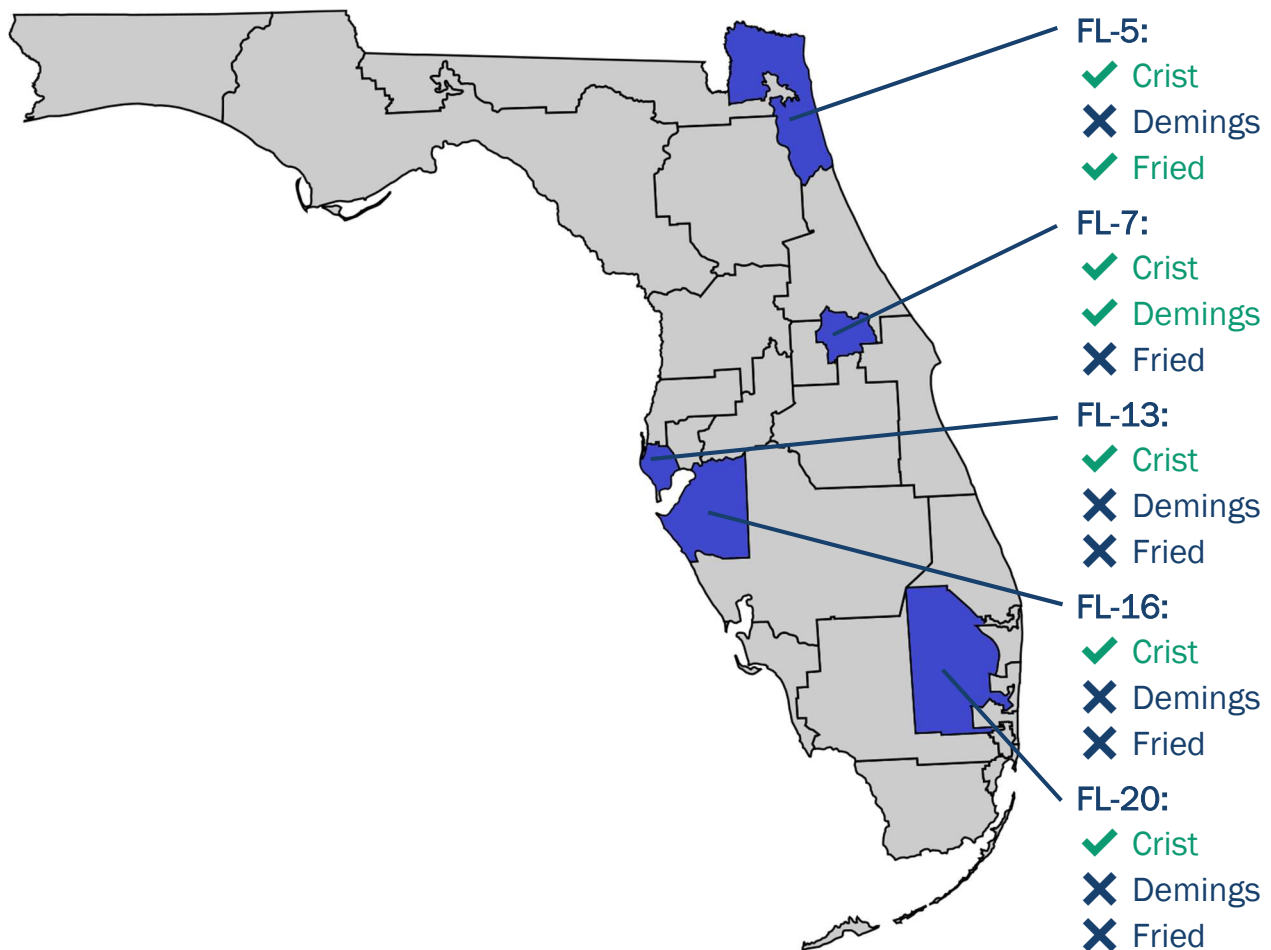 FL-5:
✓ Crist
✗ Demings
✓ Fried
FL-7:
✓ Crist
✓ Demings
✗ Fried
FL-13:
✓ Crist
✗ Demings
✗ Fried
FL-16:
✓ Crist
✗ Demings
✗ Fried
FL-20:
✓ Crist
✗ Demings
✗ Fried